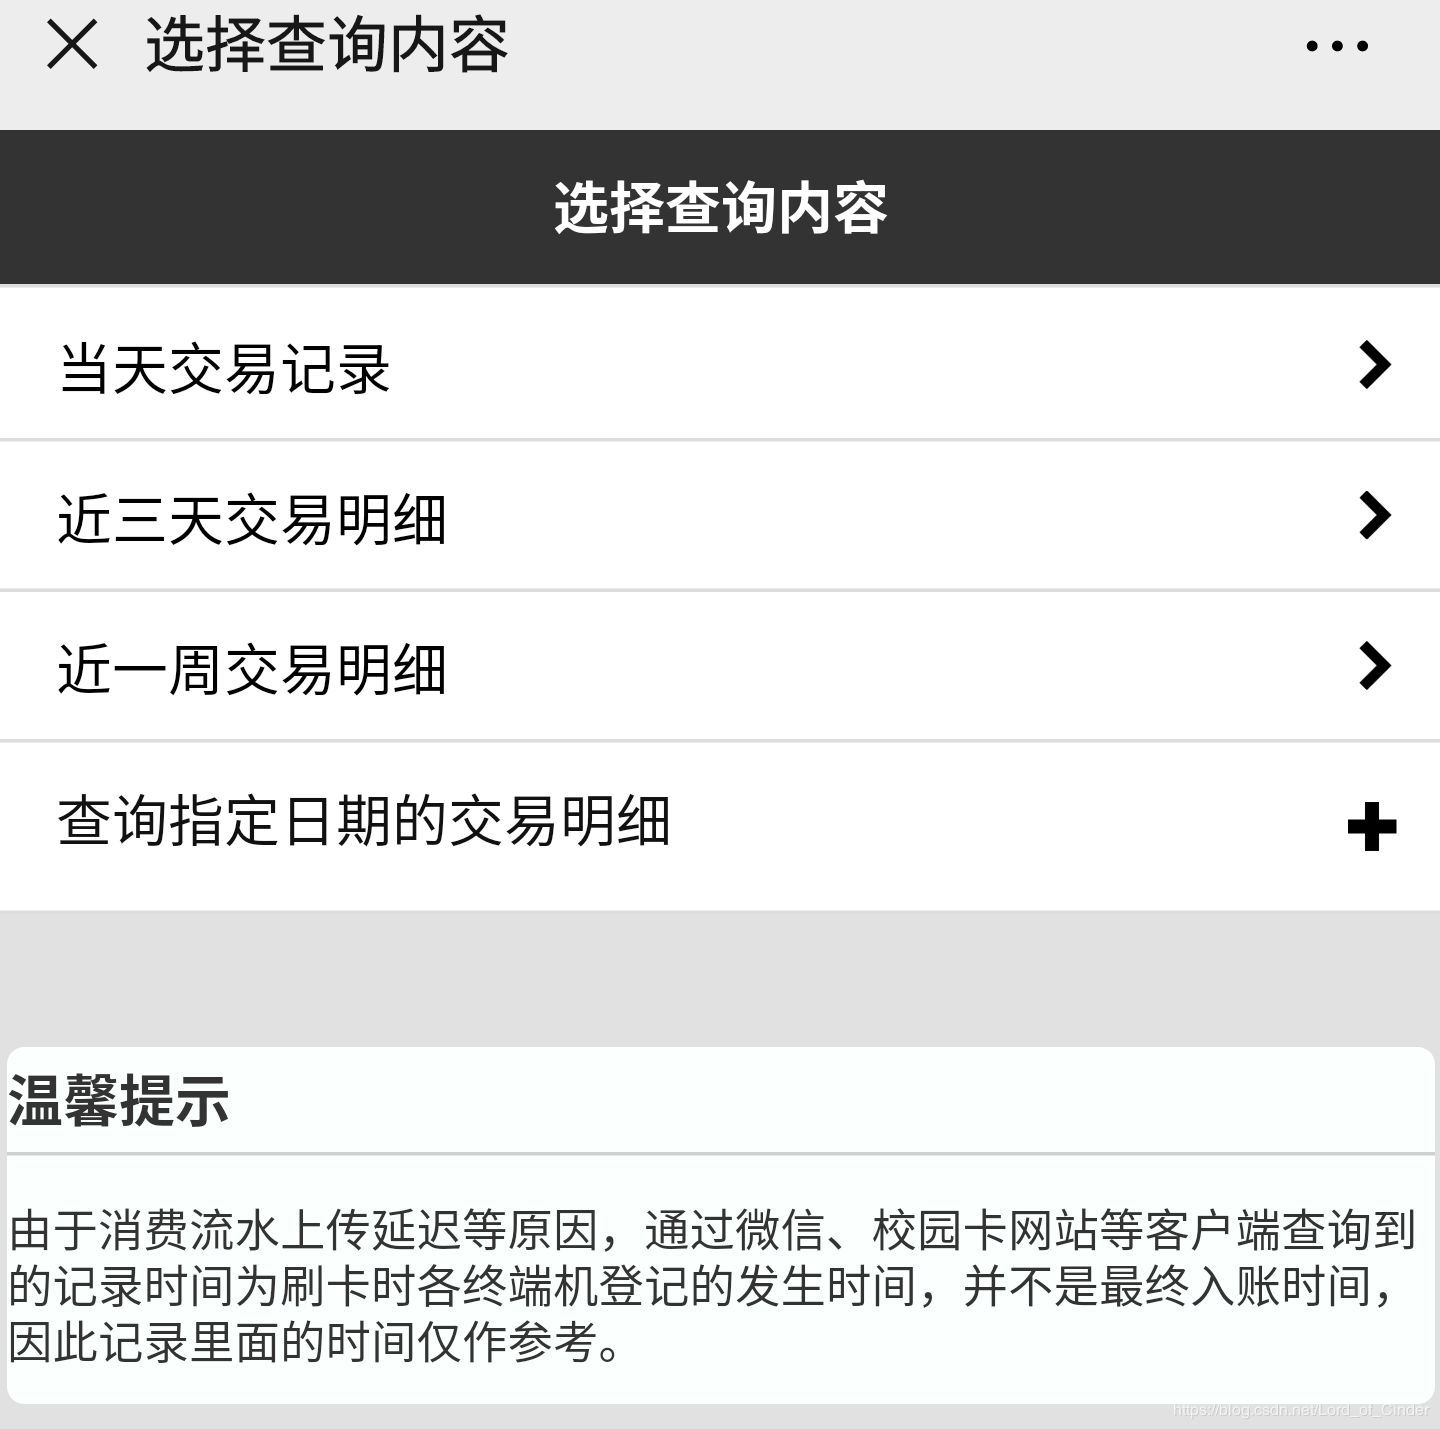 选择查询内容
选择查询内容
当天交易记录
近三天交易明细
近一周交易明细
查询指定日期的交易明细
温馨提示
由于消费流水上传延迟等原因，通过微信、校园卡网站等客户端查询到
的记录时间为刷卡时各终端机登记的发生时间，并不是最终入账时间，
因此记录里面的时间仅作参考。
https://blog.csdn.net/Lord_of_Cinder